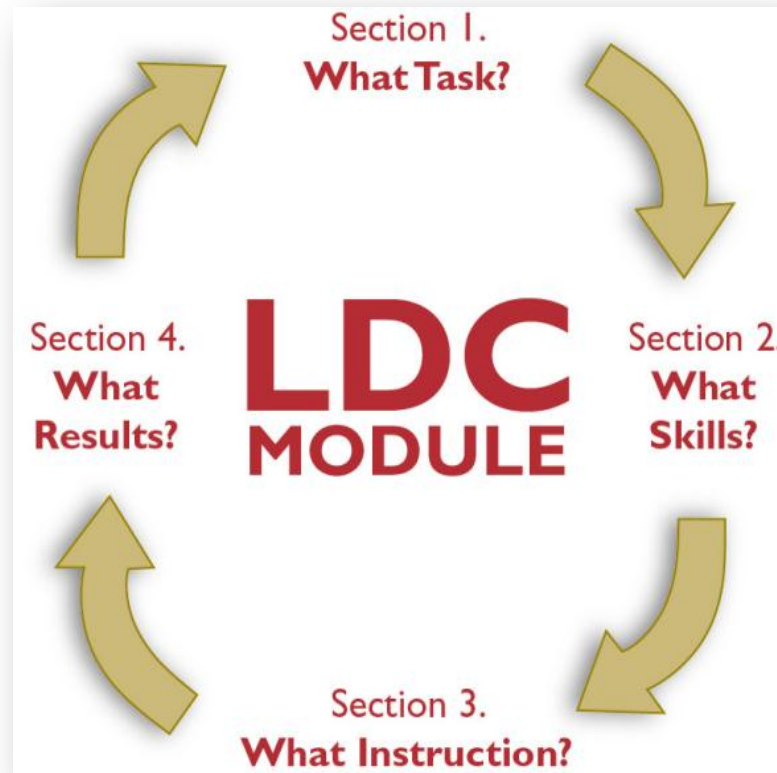 Section 1.
What Task?
Section 2.
What
Skills?
Section 3.
What Instruction?
Section 4.
What
Results?
LDC
MODULE